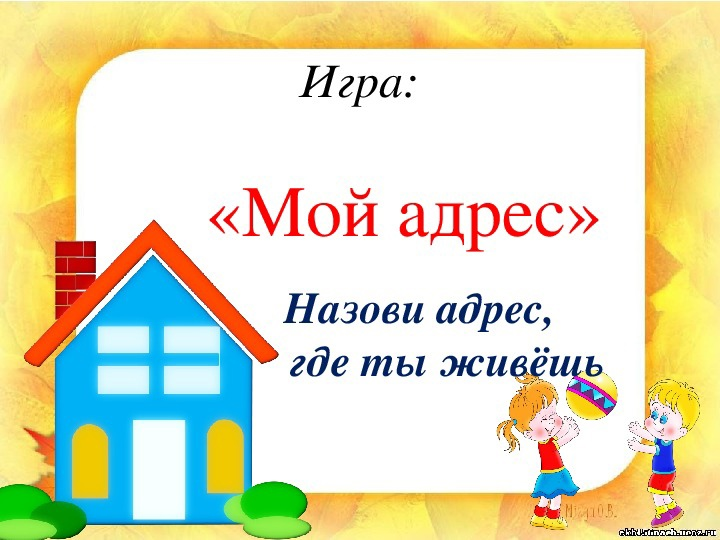 Игра:
«Мой адрес»
Назови адрес,
где ты живёшь